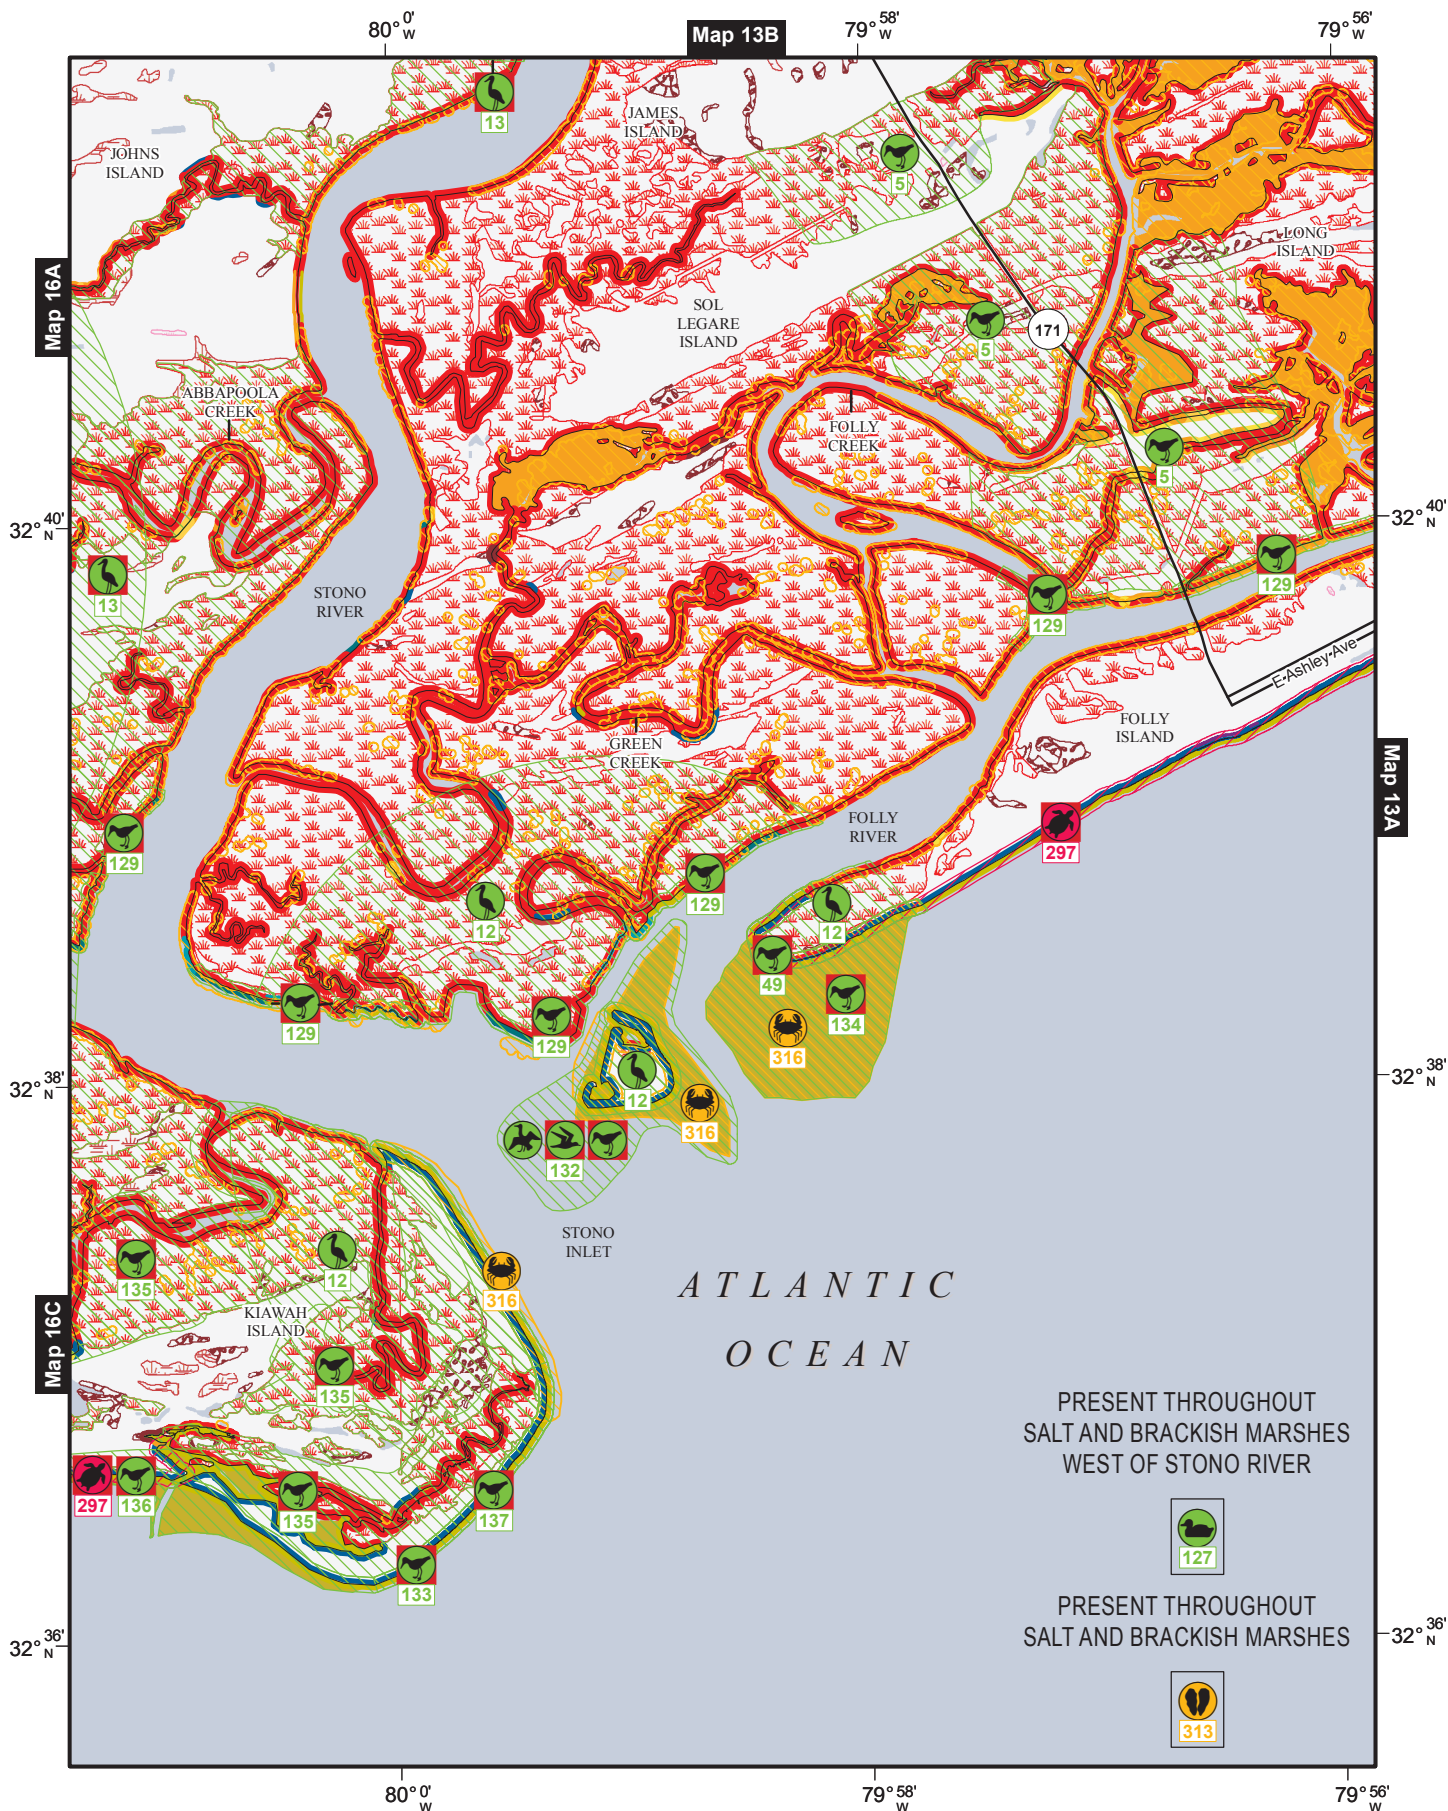 80° 0' W
Map 13B
79° 58' W
79° 56' W
13
JAMES
ISLAND
JOHNS
ISLAND
5
LONG
ISLAND
Map 16A
SOL
LEGARE
ISLAND
171
5
ABBAPOOLA
CREEK
FOLLY
CREEK
5
32° 40' N
32° 40' N
13
STONO
RIVER
129
129
E Ashley Ave
FOLLY
ISLAND
GREEN
CREEK
Map 13A
FOLLY
RIVER
297
129
129
12
12
49
134
129
129
316
32° 38' N
32° 38' N
12
316
132
STONO
INLET
135
12
316
ATLANTIC
OCEAN
KIAWAH
ISLAND
Map 16C
135
PRESENT THROUGHOUT
SALT AND BRACKISH MARSHES
WEST OF STONO RIVER
297
136
135
137
127
133
PRESENT THROUGHOUT
SALT AND BRACKISH MARSHES
32° 36' N
32° 36' N
313
80° 0' W
79° 58' W
79° 56' W